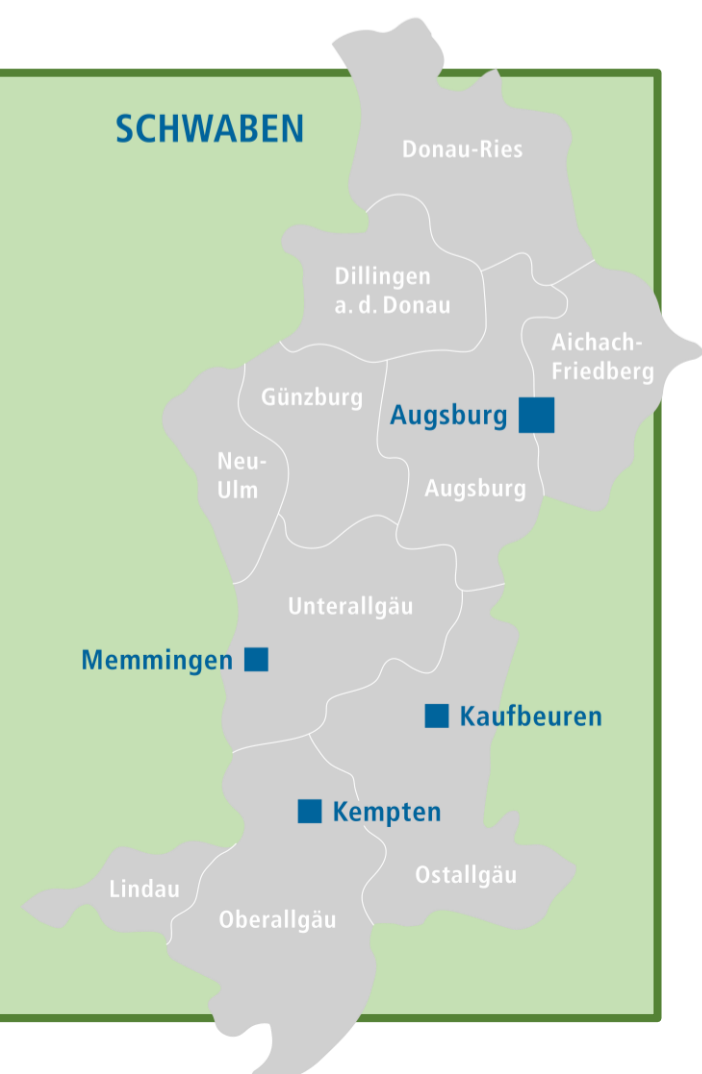 SCHWABEN
Donau-Ries
Dillingen
a. d. Donau
Aichach-
Friedberg
Günzburg
Augsburg
Neu-
Ulm
Augsburg
Unterallgäu
Memmingen
Kaufbeuren
Kempten
Ostallgäu
Lindau
Oberallgäu